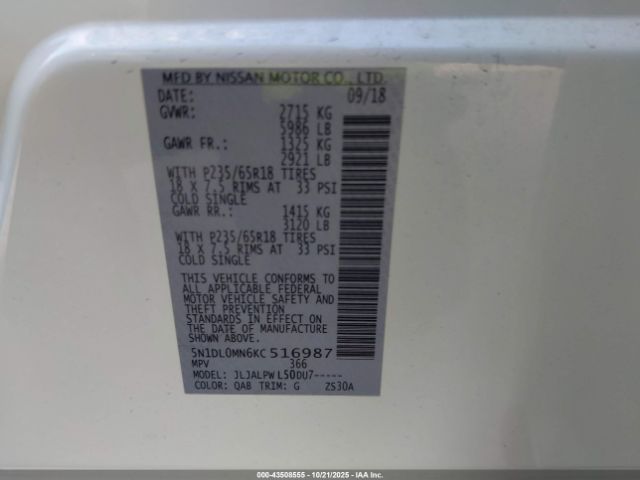 MFD BY NISSAN MOTOR CO., LTD.
DATE: 09/18
GVWR: 2715 KG
5986 LB
GAWR FR.: 1325 KG
2921 LB
WITH P235/65R18 TIRES
18 X 7.5 RIMS AT 33 PSI
COLD SINGLE
GAWR RR.: 1415 KG
3120 LB
WITH P235/65R18 TIRES
18 X 7.5 RIMS AT 33 PSI
COLD SINGLE
THIS VEHICLE CONFORMS TO
ALL APPLICABLE FEDERAL
MOTOR VEHICLE SAFETY AND
THEFT PREVENTION
STANDARDS IN EFFECT ON
THE DATE OF MANUFACTURE
SHOWN ABOVE.
5N1DL0MN6KC516987
MPV 366
MODEL: JLJALPWL50DU7-----
COLOR: QAB TRIM: G ZS30A
000-43508555 - 10/21/2025 - IAA Inc.